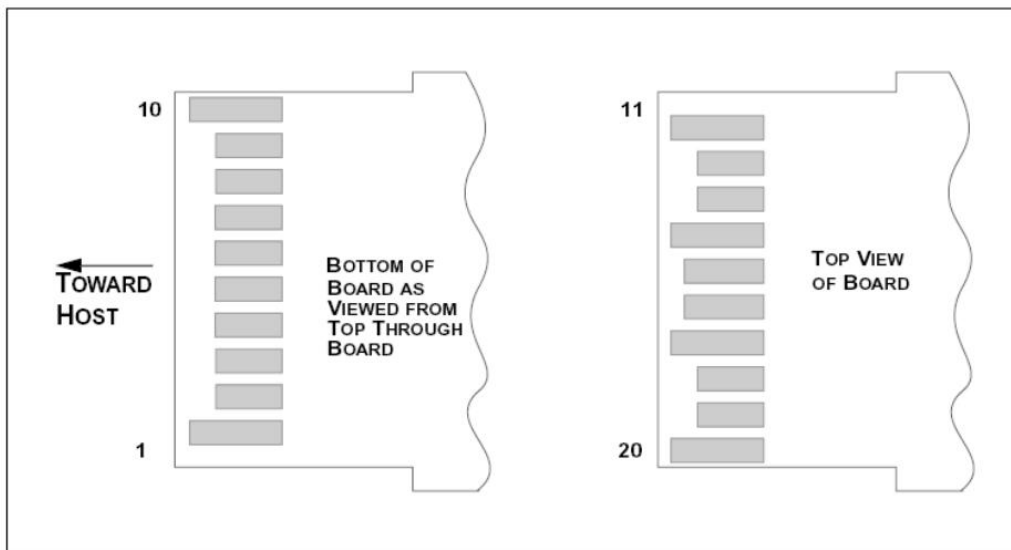 10
1
TOWARD
HOST
BOTTOM OF
BOARD AS
VIEWED FROM
TOP THROUGH
BOARD
11
20
TOP VIEW
OF BOARD